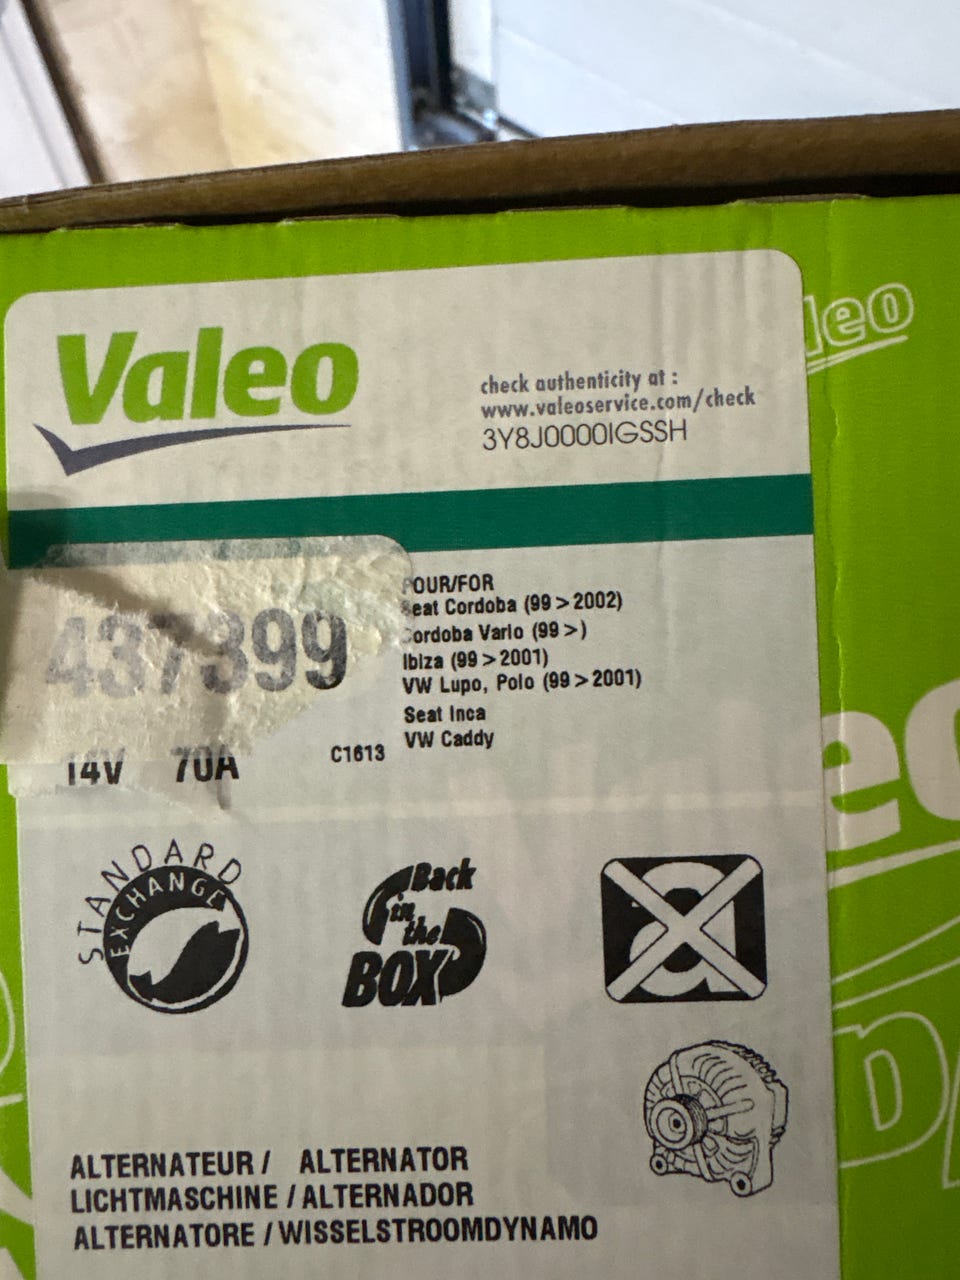 Valeo
leo
check authenticity at :
www.valeoservice.com/check
3Y8J0000IGSSH
437399
POUR/FOR
Seat Cordoba (99 > 2002)
Cordoba Vario (99 >)
Ibiza (99 > 2001)
VW Lupo, Polo (99 > 2001)
Seat Inca
VW Caddy
14V 70A
C1613
STANDARD
EXCHANGE
Back
in
the
BOX
a
ALTERNATEUR / ALTERNATOR
LICHTMASCHINE / ALTERNADOR
ALTERNATORE / WISSELSTROOMDYNAMO